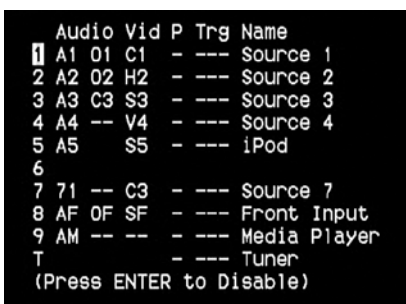 Audio Vid P Trg Name
1 A1 O1 C1 - --- Source 1
2 A2 O2 H2 - --- Source 2
3 A3 C3 S3 - --- Source 3
4 A4 -- V4 - --- Source 4
5 A5 S5 - --- iPod
6
7 71 -- C3 - --- Source 7
8 AF OF SF - --- Front Input
9 AM -- -- - --- Media Player
T - --- Tuner
(Press ENTER to Disable)